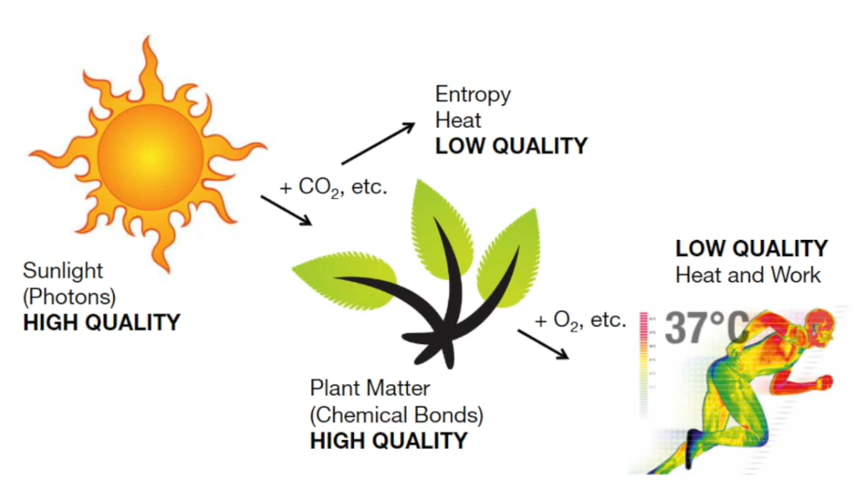 Entropy
Heat
LOW QUALITY
+ CO₂, etc.
Sunlight
(Photons)
HIGH QUALITY
LOW QUALITY
Heat and Work
+ O₂, etc.
37°C
Plant Matter
(Chemical Bonds)
HIGH QUALITY